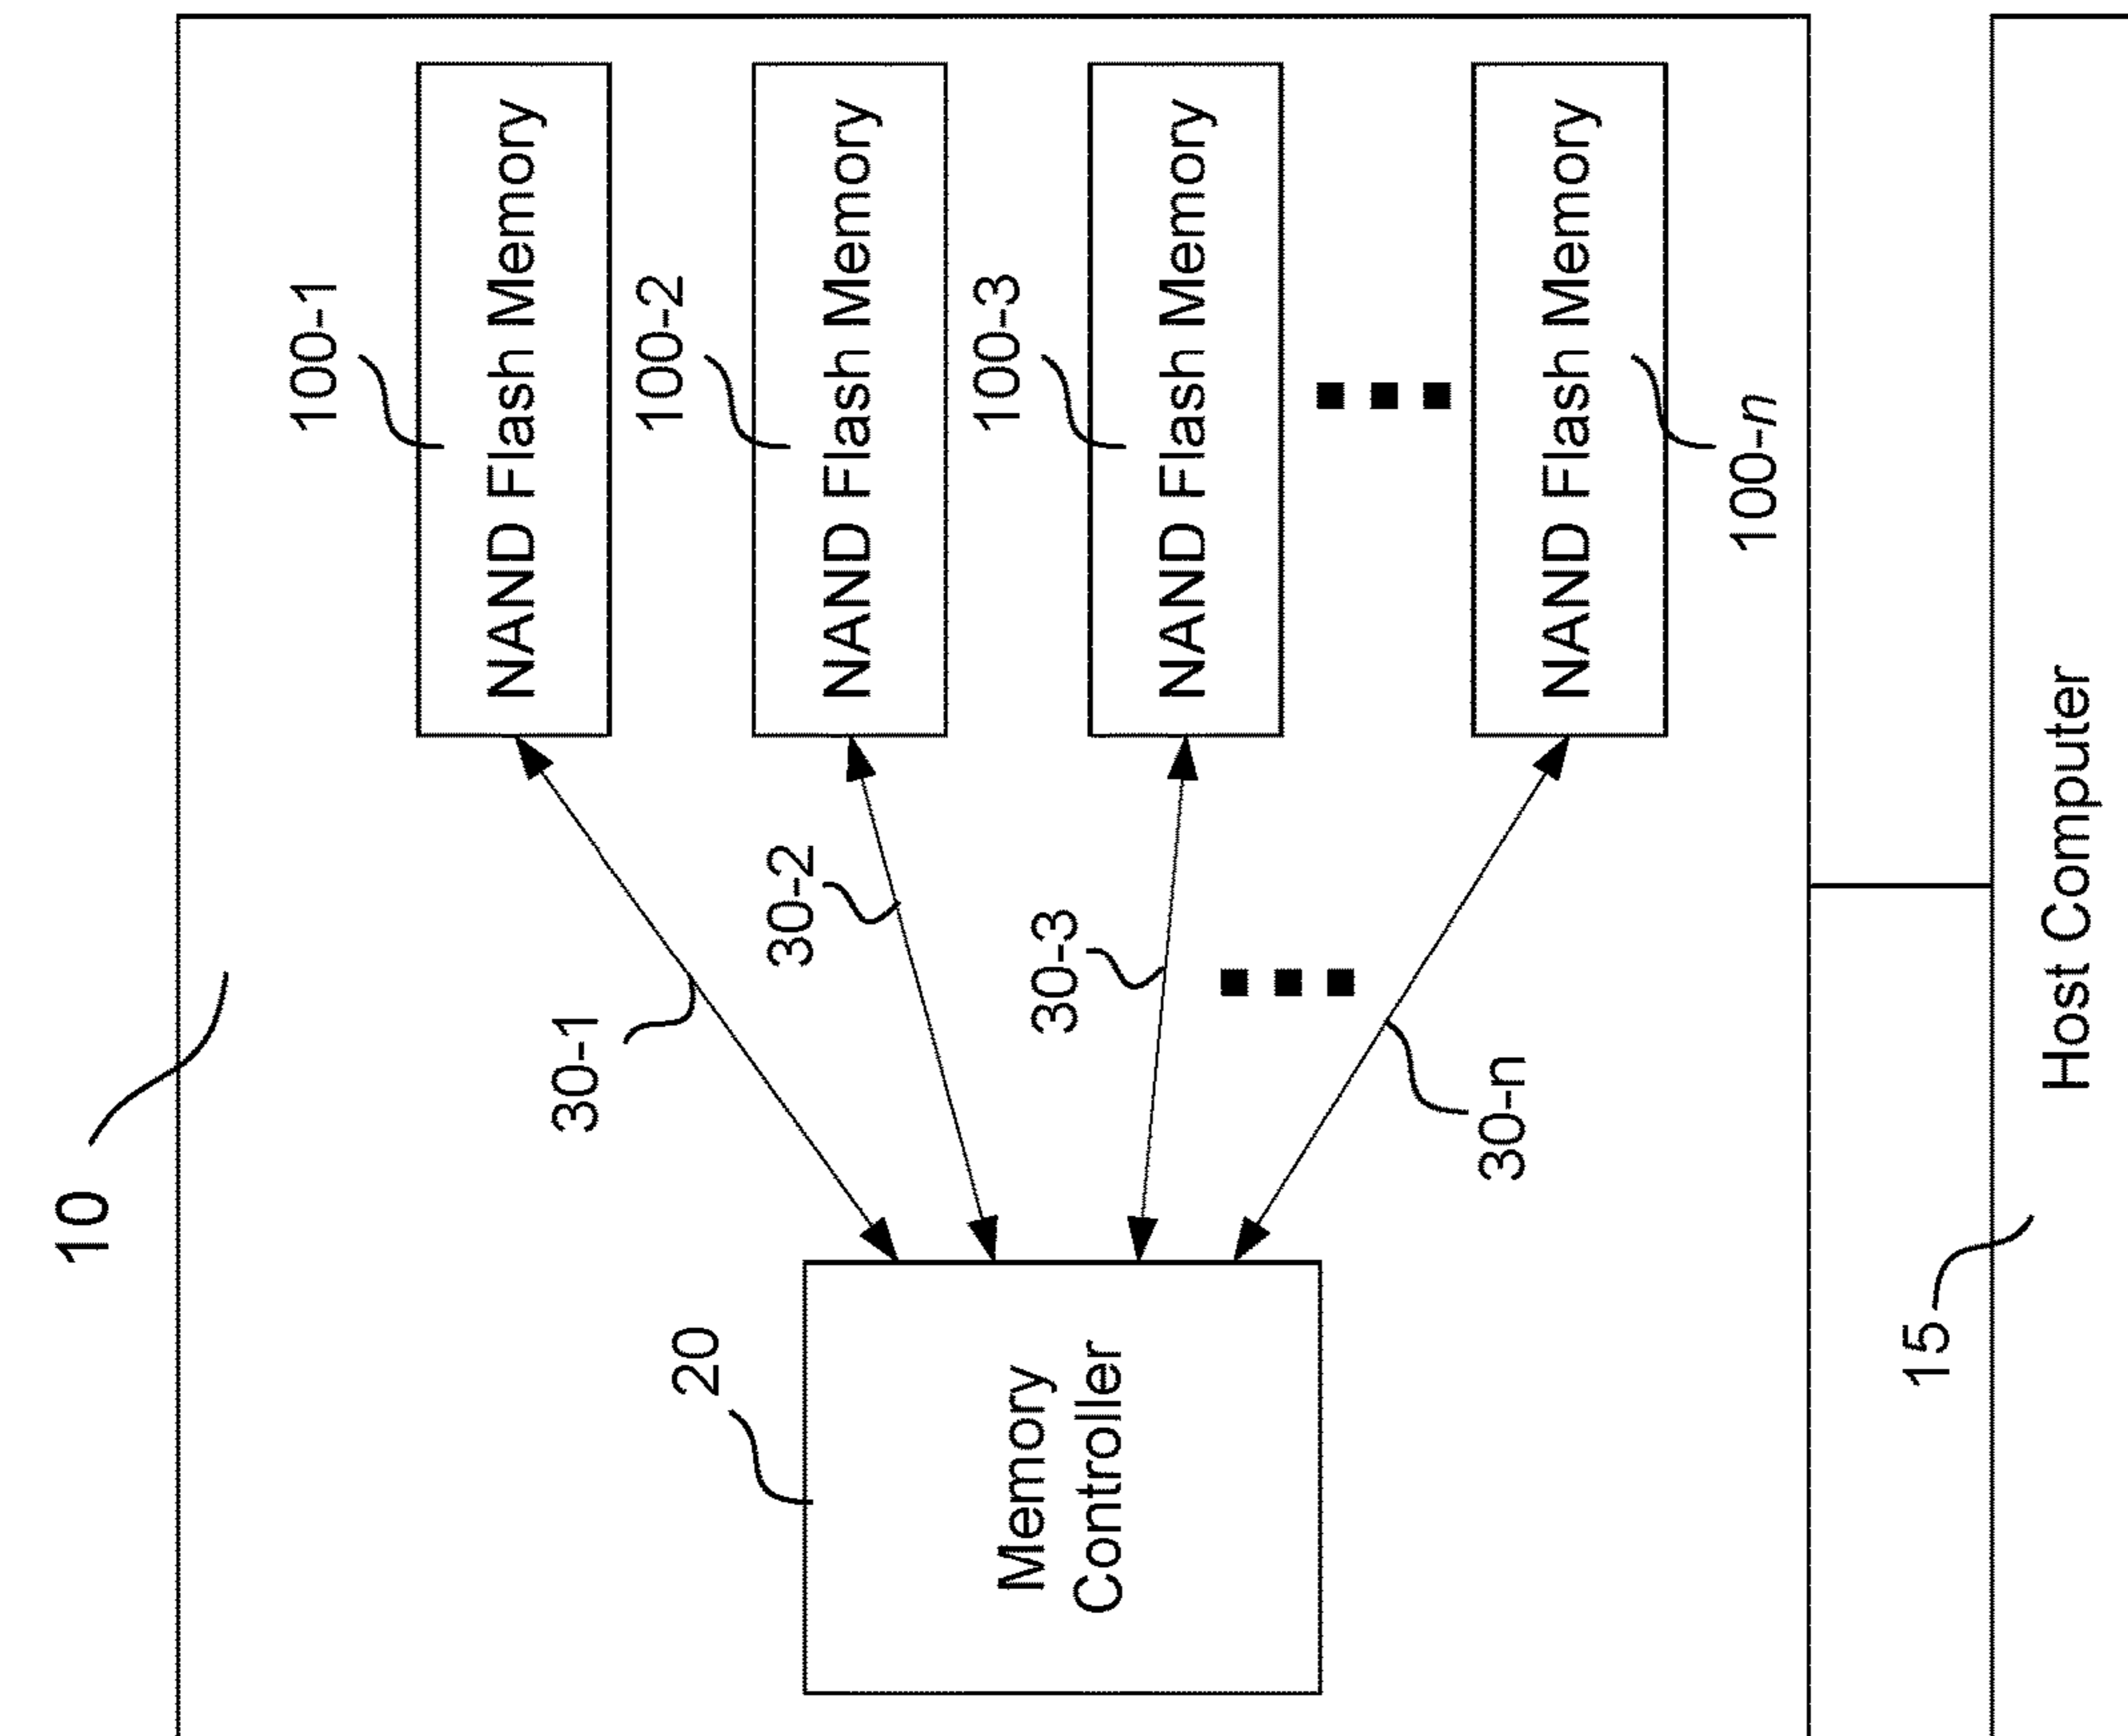 10
100-1
NAND Flash Memory
100-2
NAND Flash Memory
100-3
NAND Flash Memory
NAND Flash Memory
100-n
30-1
30-2
30-3
30-n
20
Memory
Controller
15
Host Computer